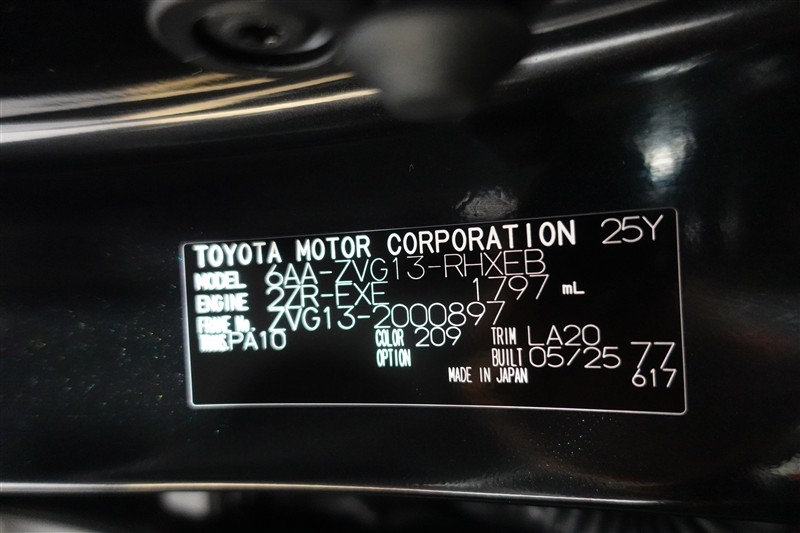 TOYOTA MOTOR CORPORATION 25Y
MODEL 6AA-ZVG13-RHXEB
ENGINE 2ZR-EXE 1797 mL
FRAME No. ZVG13-2000897
TRANS PA10 COLOR 209 TRIM LA20
OPTION BUILT 05/25 77
MADE IN JAPAN 617